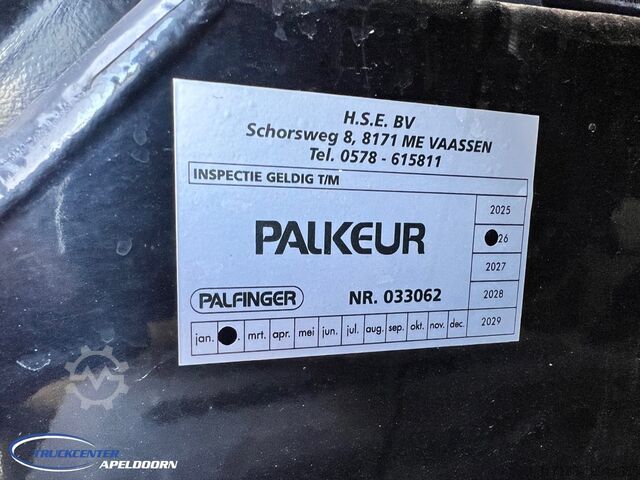 H.S.E. BV
Schorsweg 8, 8171 ME VAASSEN
Tel. 0578 - 615811
INSPECTIE GELDIG T/M
2025
PALKEUR
26
2027
PALFINGER
NR. 033062
2028
jan. . mrt. apr. mei jun. jul. aug. sep. okt. nov. dec. 2029
TRUCKCENTER
APELDOORN